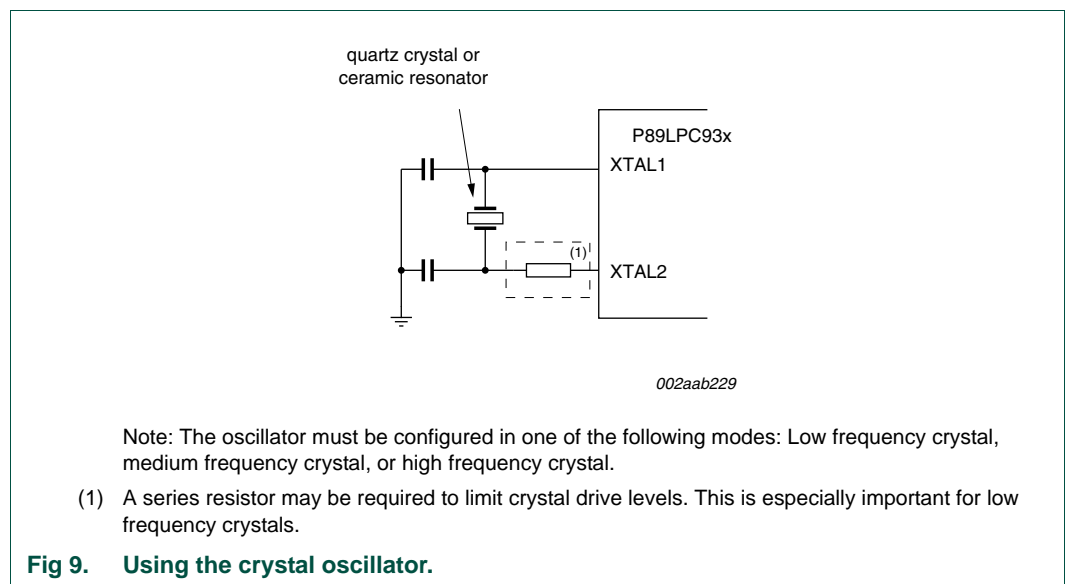 quartz crystal or
ceramic resonator
P89LPC93x
XTAL1
(1)
XTAL2
002aab229
Note: The oscillator must be configured in one of the following modes: Low frequency crystal,
medium frequency crystal, or high frequency crystal.
(1) A series resistor may be required to limit crystal drive levels. This is especially important for low
frequency crystals.
Fig 9. Using the crystal oscillator.